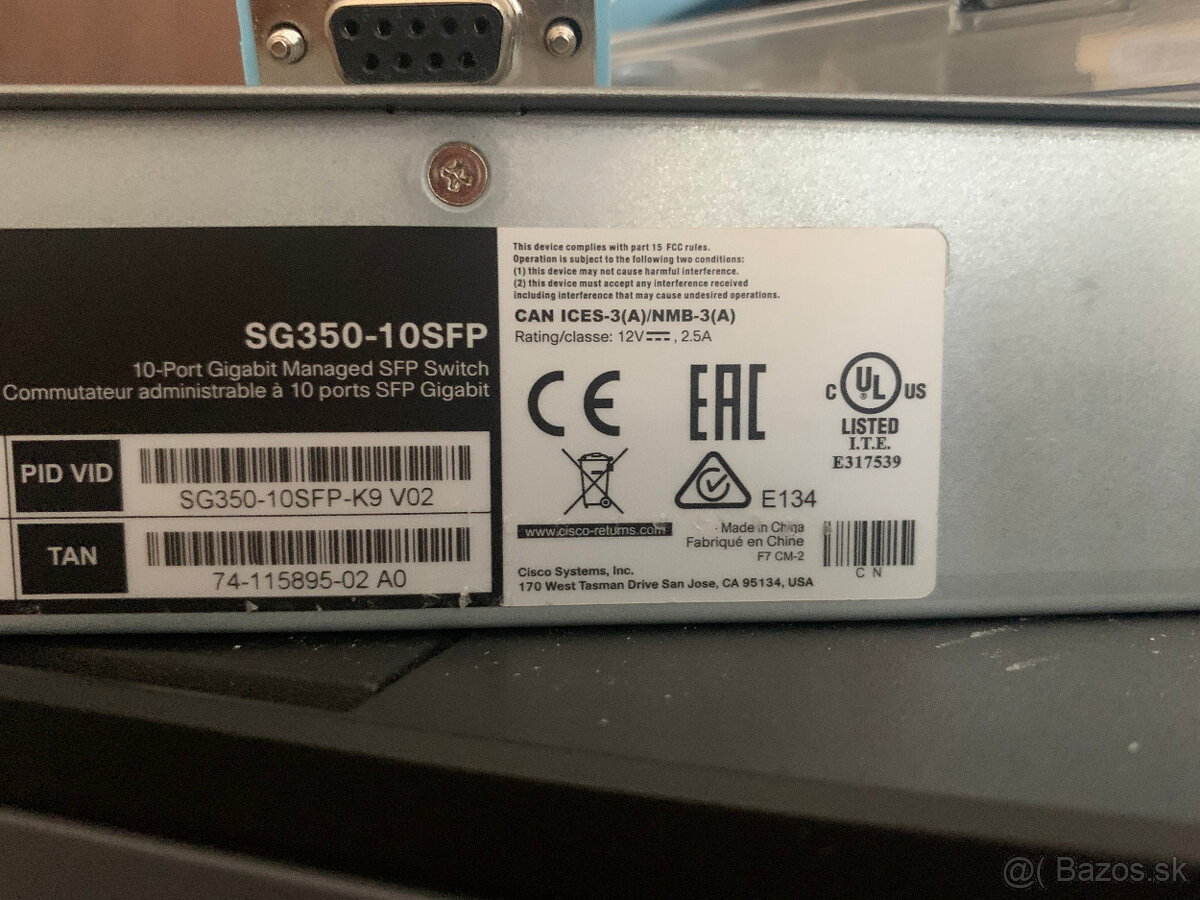 SG350-10SFP
10-Port Gigabit Managed SFP Switch
Commutateur administrable à 10 ports SFP Gigabit
PID VID
SG350-10SFP-K9 V02
TAN
74-115895-02 A0
This device complies with part 15 FCC rules.
Operation is subject to the following two conditions:
(1) this device may not cause harmful interference.
(2) this device must accept any interference received
including interference that may cause undesired operations.
CAN ICES-3(A)/NMB-3(A)
Rating/classe: 12V⎓, 2.5A
CE
EAC
C UL US
®
LISTED
I.T.E.
E317539
E134
www.cisco-returns.com
Made in China
Fabriqué en Chine
F7 CM-2
C N
Cisco Systems, Inc.
170 West Tasman Drive San Jose, CA 95134, USA
@( Bazos.sk